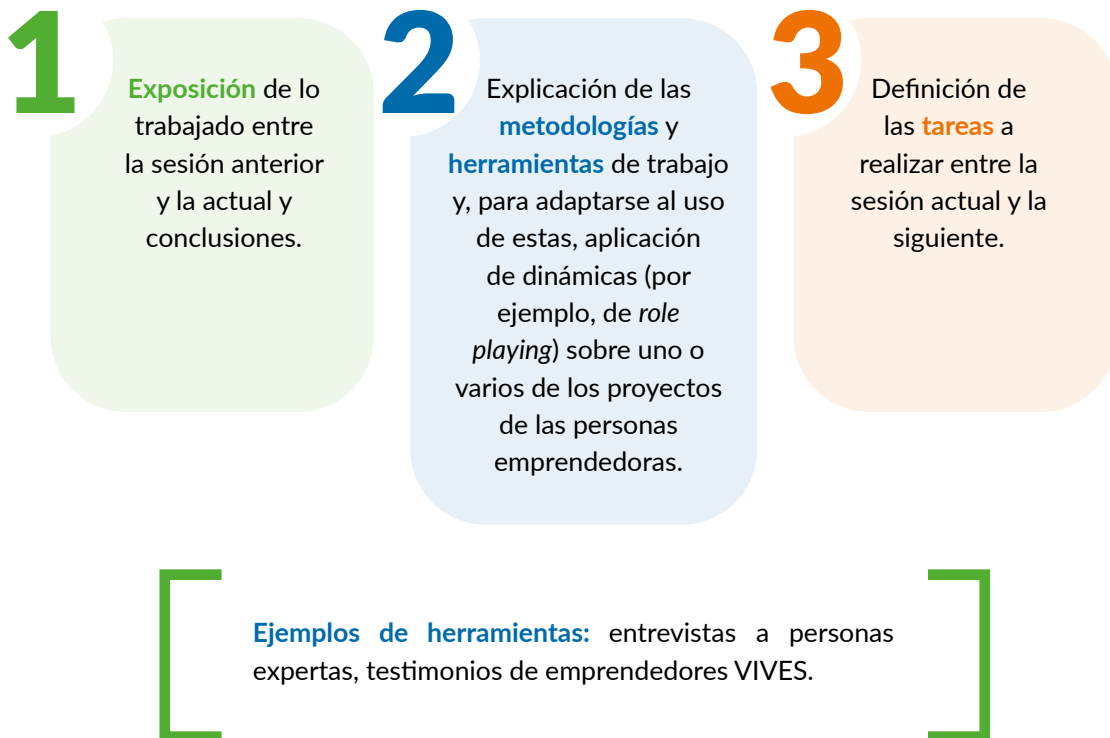 1
Exposición de lo
trabajado entre
la sesión anterior
y la actual y
conclusiones.
2
Explicación de las
metodologías y
herramientas de trabajo
y, para adaptarse al uso
de estas, aplicación
de dinámicas (por
ejemplo, de role
playing) sobre uno o
varios de los proyectos
de las personas
emprendedoras.
3
Definición de
las tareas a
realizar entre la
sesión actual y la
siguiente.
Ejemplos de herramientas: entrevistas a personas
expertas, testimonios de emprendedores VIVES.